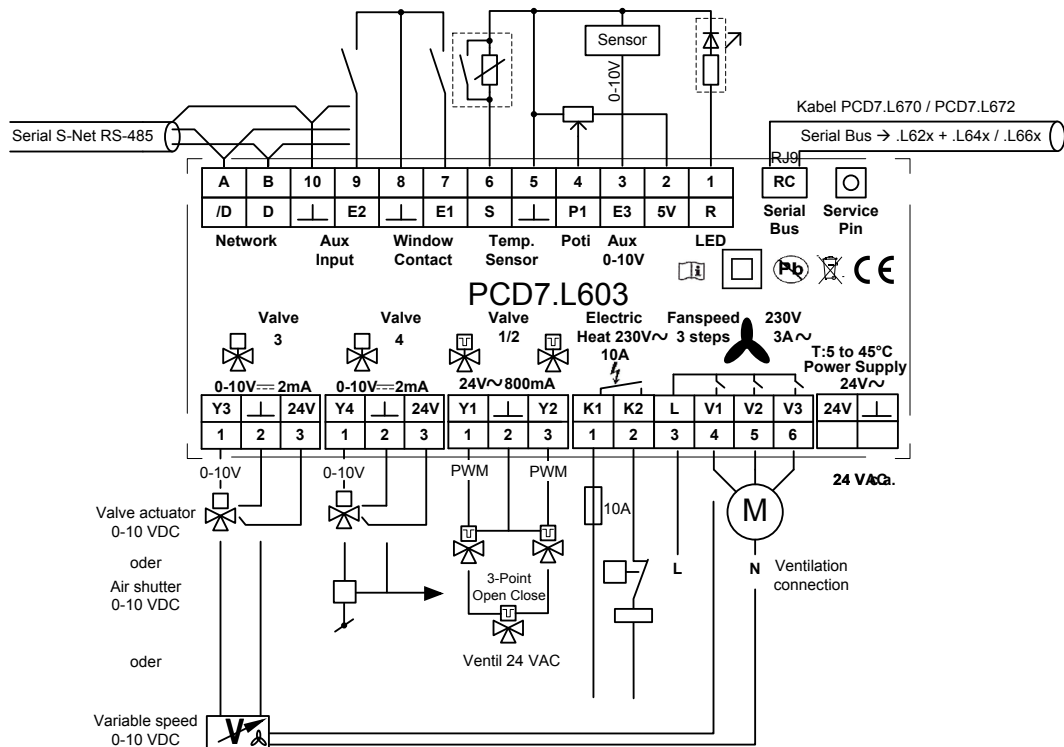 Sensor
0-10V
Kabel PCD7.L670 / PCD7.L672
Serial S-Net RS-485
Serial Bus → .L62x + .L64x / .L66x
RJ9
A B 10 9 8 7 6 5 4 3 2 1
RC
/D D ⊥ E2 ⊥ E1 S ⊥ P1 E3 5V R
Network
Aux Input
Window Contact
Temp. Sensor
Poti
Aux 0-10V
LED
Serial Bus
Service Pin
i
Pb
CE
PCD7.L603
Valve 3
Valve 4
Valve 1/2
Electric Heat 230V~ 10A
Fanspeed 3 steps
230V 3A~
T:5 to 45°C
Power Supply
24V~
0-10V⎓2mA
0-10V⎓2mA
24V~800mA
Y3 ⊥ 24V
Y4 ⊥ 24V
Y1 ⊥ Y2
K1 K2 L V1 V2 V3
24V ⊥
1 2 3
1 2 3
1 2 3
1 2 3 4 5 6
0-10V
0-10V
PWM
PWM
24 VAC
Valve actuator
0-10 VDC
10A
M
oder
L
N
Ventilation
connection
Air shutter
0-10 VDC
3-Point
Open Close
oder
Ventil 24 VAC
Variable speed
0-10 VDC
V